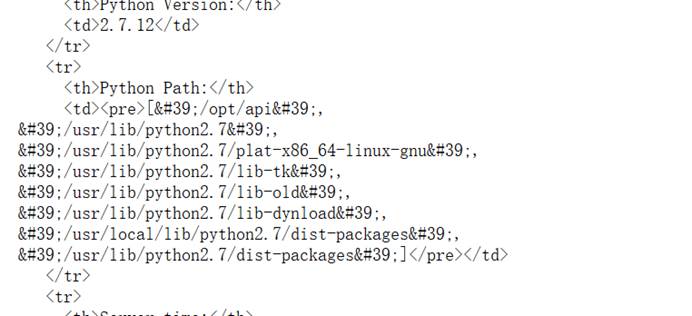 <th>Python Version:</th>
<td>2.7.12</td>
</tr>
<tr>
<th>Python Path:</th>
<td><pre>[&#39;/opt/api&#39;,
&#39;/usr/lib/python2.7&#39;,
&#39;/usr/lib/python2.7/plat-x86_64-linux-gnu&#39;,
&#39;/usr/lib/python2.7/lib-tk&#39;,
&#39;/usr/lib/python2.7/lib-old&#39;,
&#39;/usr/lib/python2.7/lib-dynload&#39;,
&#39;/usr/local/lib/python2.7/dist-packages&#39;,
&#39;/usr/lib/python2.7/dist-packages&#39;]</pre></td>
</tr>
<tr>
<th>Server time:</th>